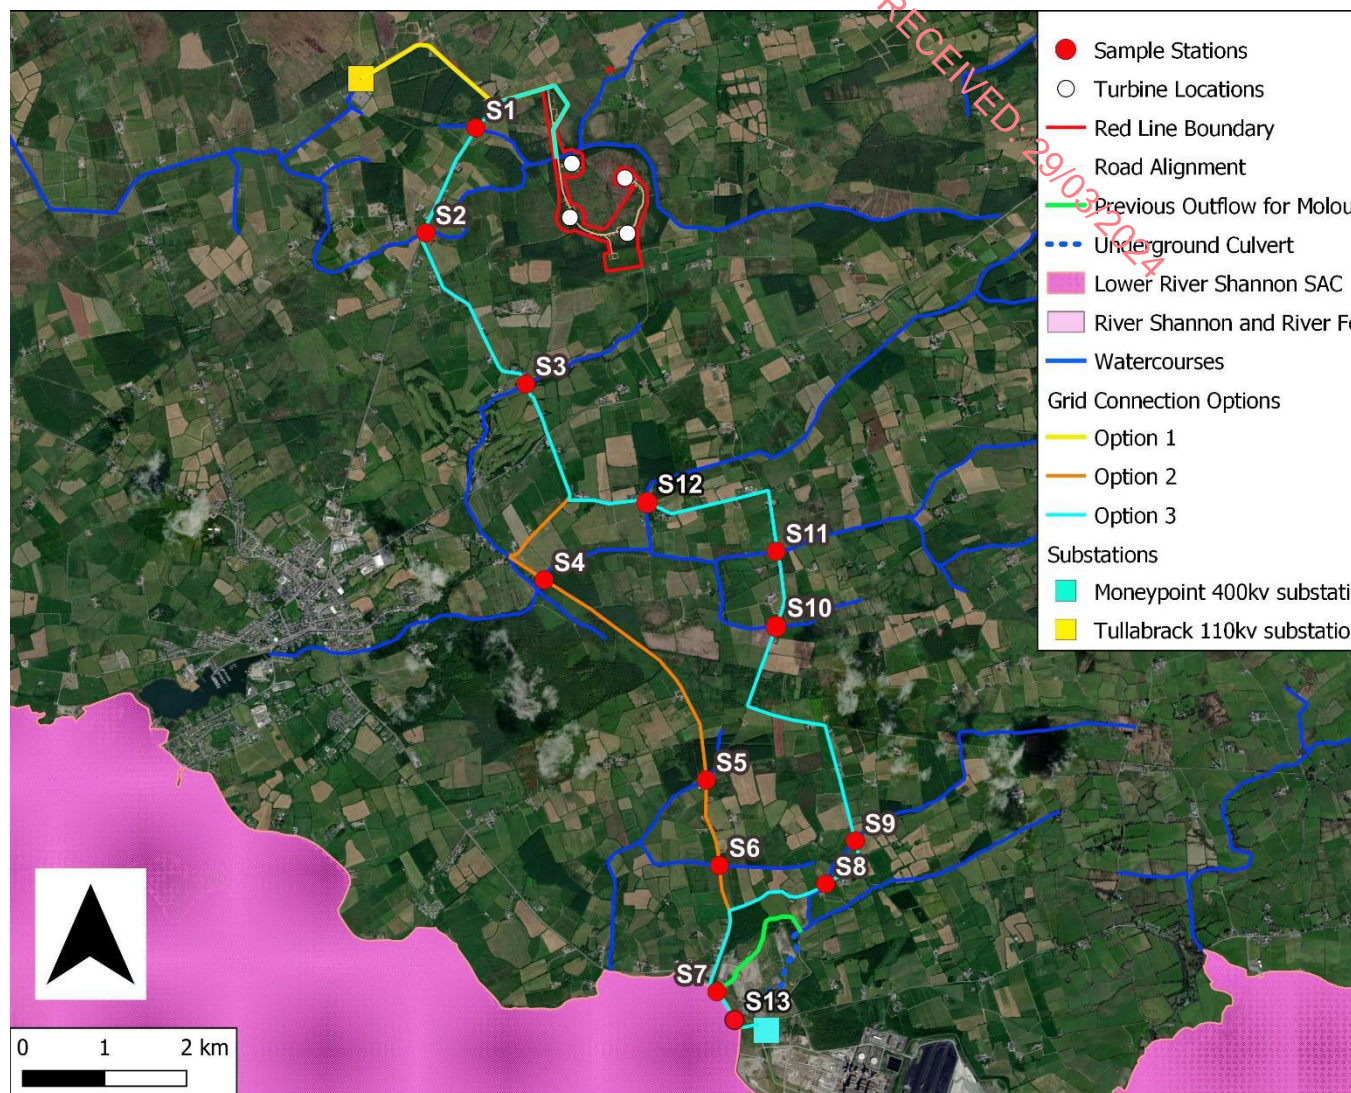 RECEIVED: 29/03/2024
Sample Stations
Turbine Locations
Red Line Boundary
Road Alignment
Previous Outflow for Molou
Underground Culvert
Lower River Shannon SAC
River Shannon and River Fe
Watercourses
Grid Connection Options
Option 1
Option 2
Option 3
Substations
Moneypoint 400kv substati
Tullabrack 110kv substatio
S1
S2
S3
S12
S11
S4
S10
S5
S9
S6
S8
S7
S13
0 1 2 km